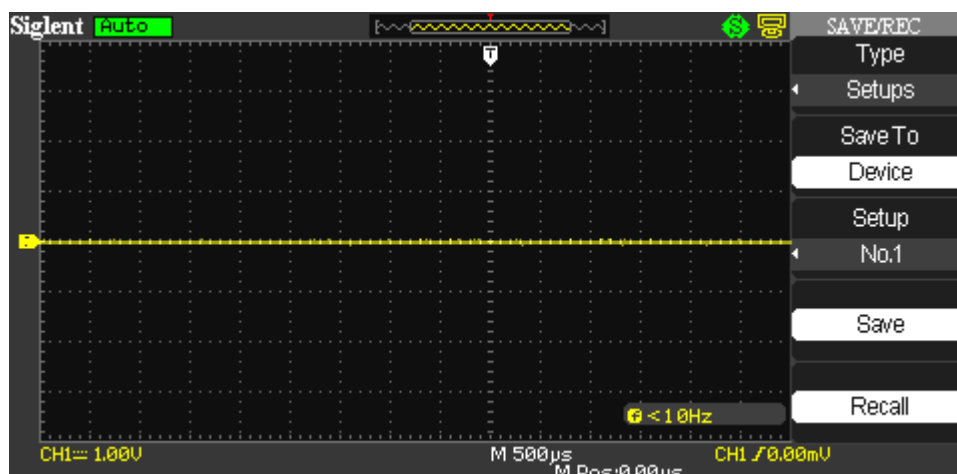 Siglent Auto
T
SAVE/REC
Type
Setups
Save To
Device
Setup
No.1
Save
Recall
<10Hz
CH1 1.00V
M 500µs
CH1 0.00mV
M Pos:0.00µs